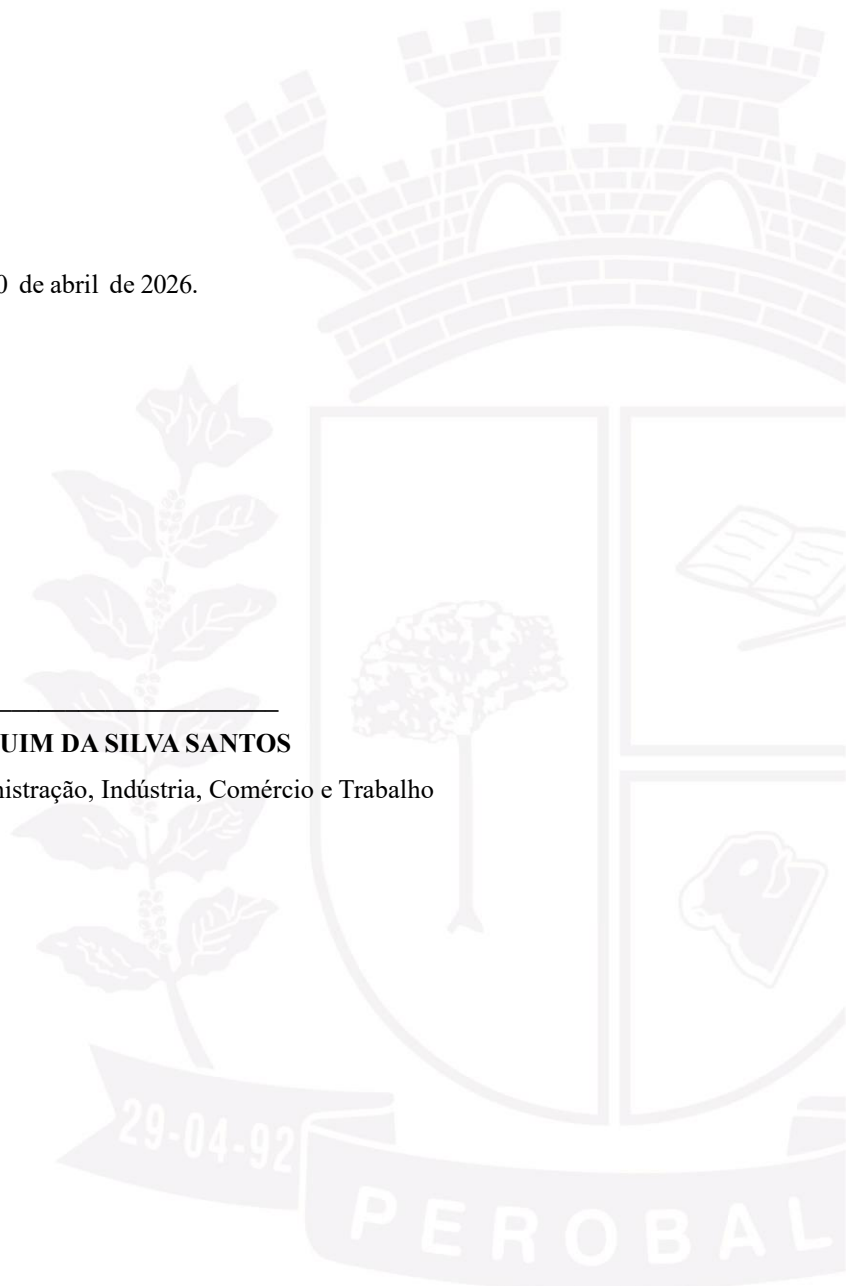 0 de abril de 2026.
UIM DA SILVA SANTOS
nistração, Indústria, Comércio e Trabalho
29-04-92
PEROBAL